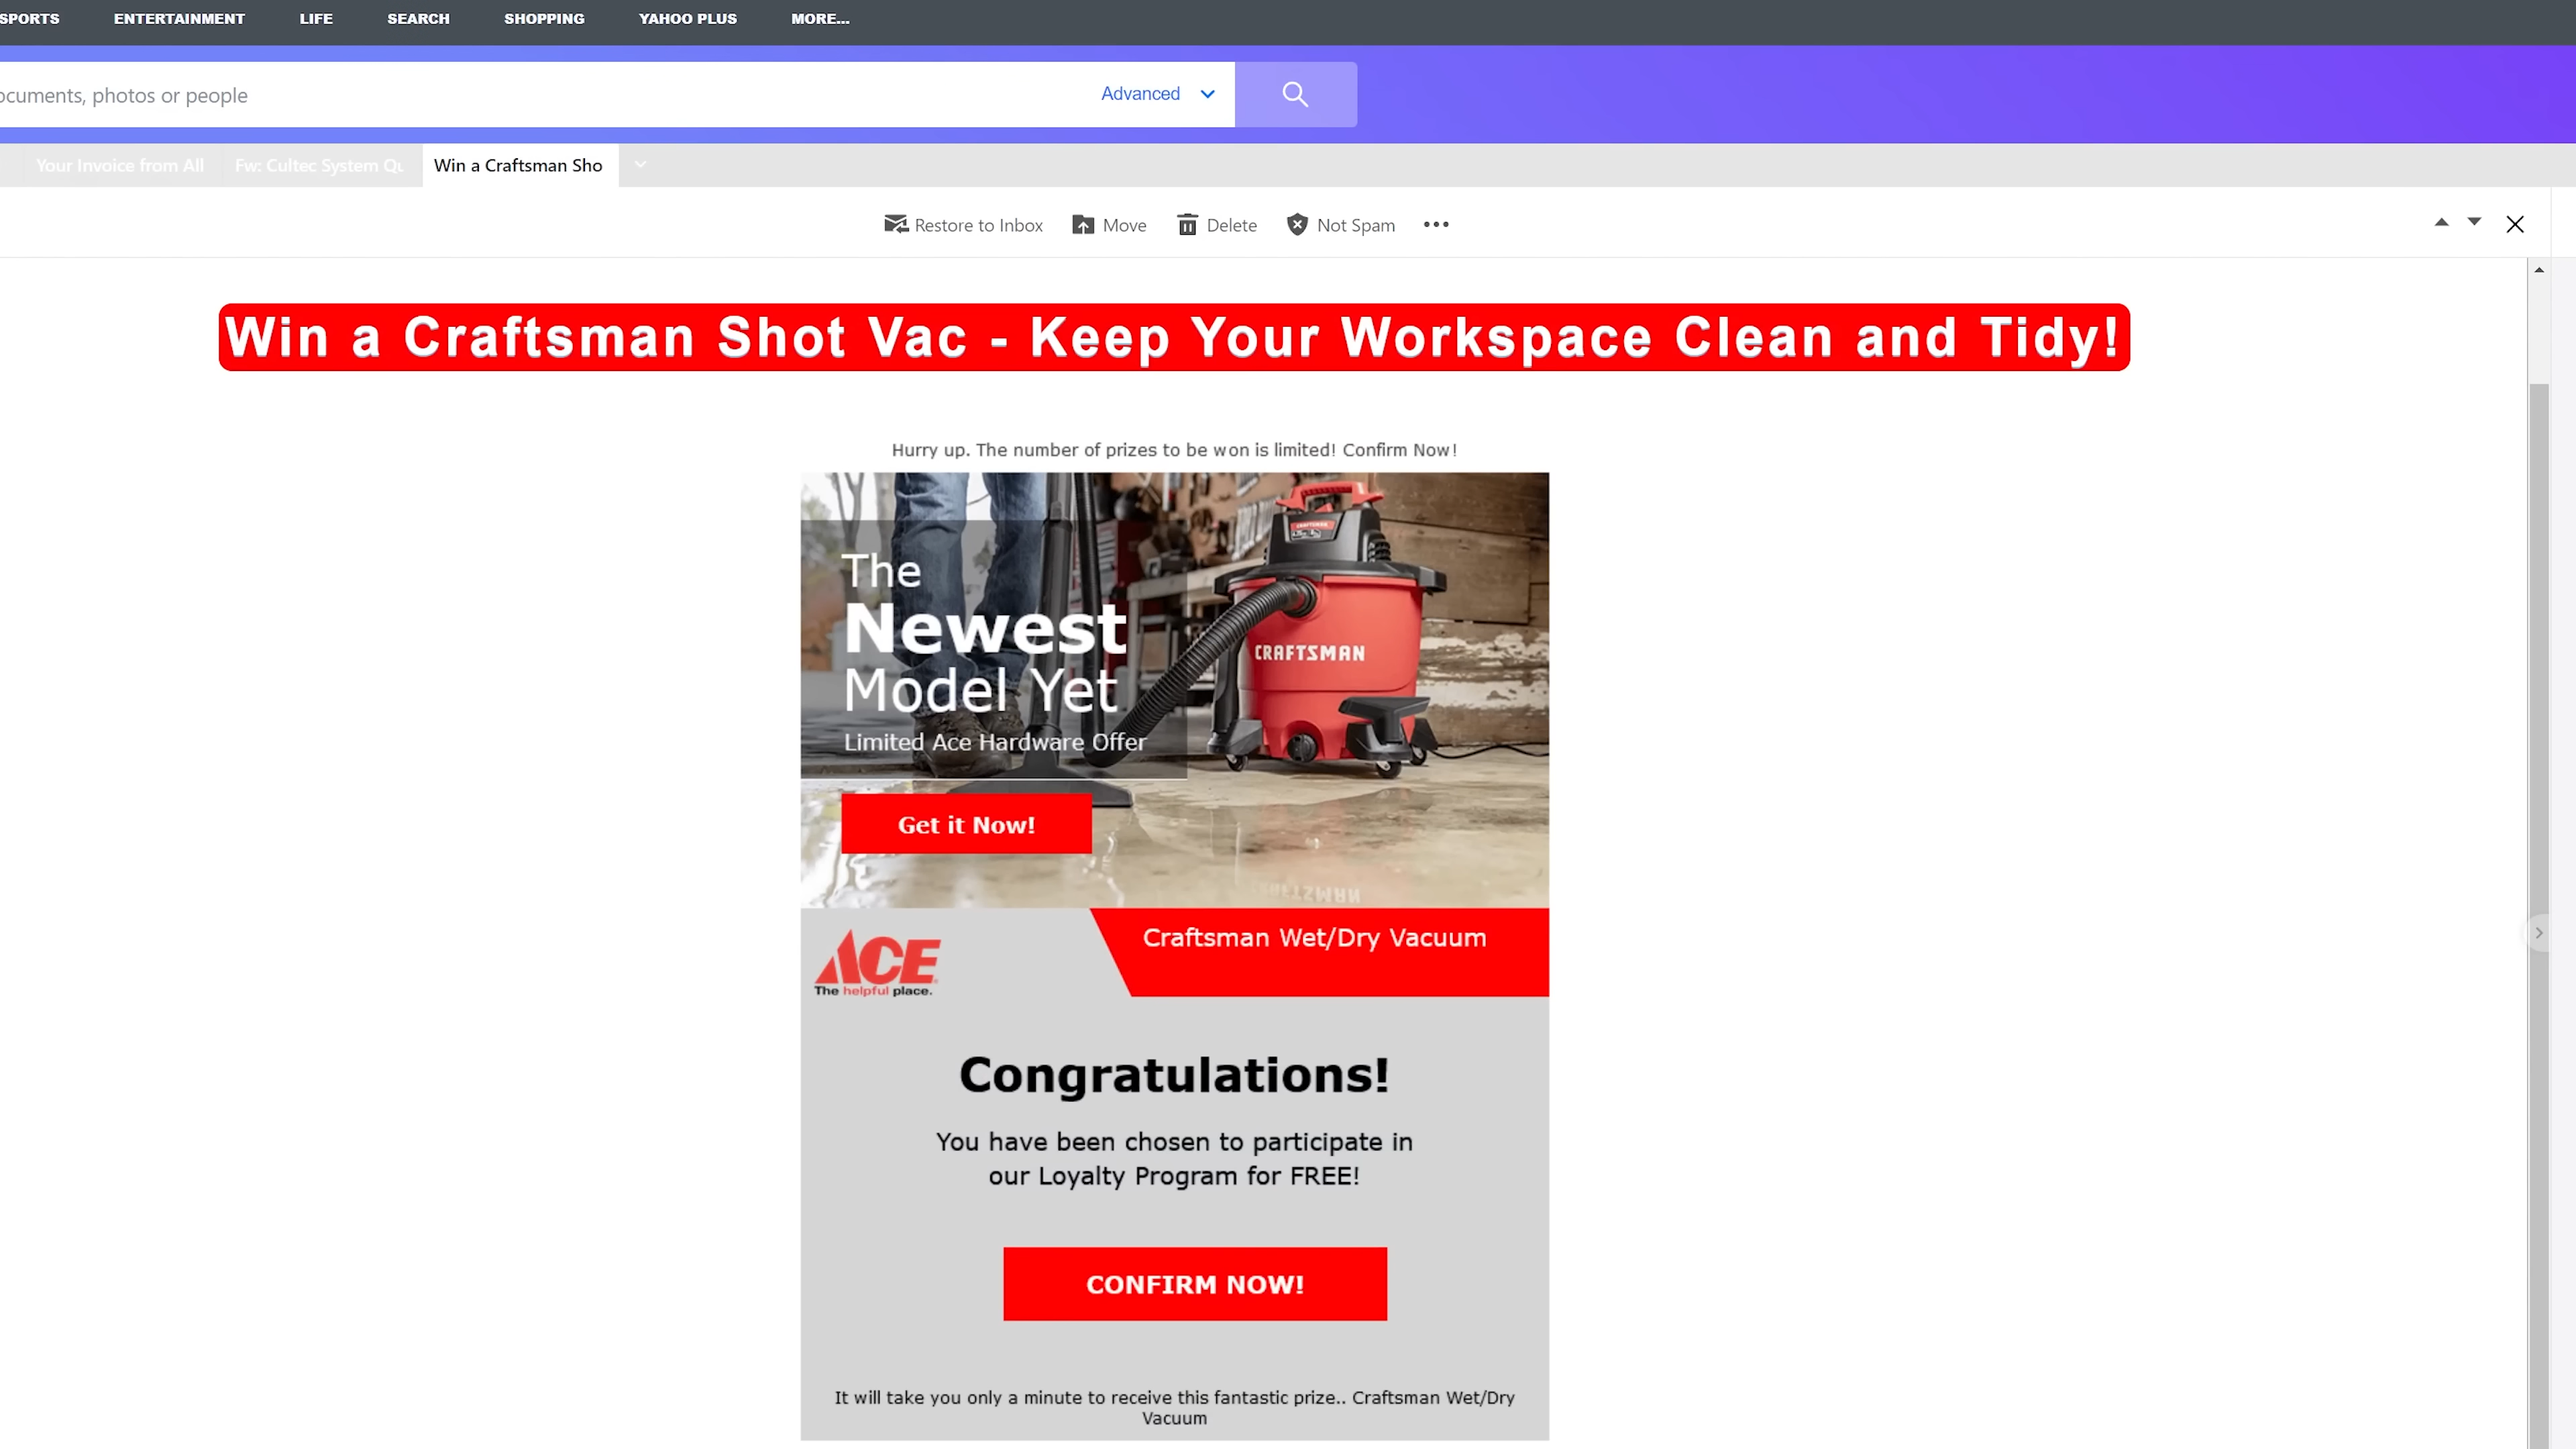 SPORTS ENTERTAINMENT LIFE SEARCH SHOPPING YAHOO PLUS MORE...
ocuments, photos or people Advanced
Your Invoice from All Fw: Cultec System Qu Win a Craftsman Sho
Restore to Inbox Move Delete Not Spam
Win a Craftsman Shot Vac - Keep Your Workspace Clean and Tidy!
Hurry up. The number of prizes to be won is limited! Confirm Now!
CRAFTSMAN
The
Newest
Model Yet
CRAFTSMAN
Limited Ace Hardware Offer
Get it Now!
ACE
The helpful place.
Craftsman Wet/Dry Vacuum
Congratulations!
You have been chosen to participate in
our Loyalty Program for FREE!
CONFIRM NOW!
It will take you only a minute to receive this fantastic prize.. Craftsman Wet/Dry
Vacuum